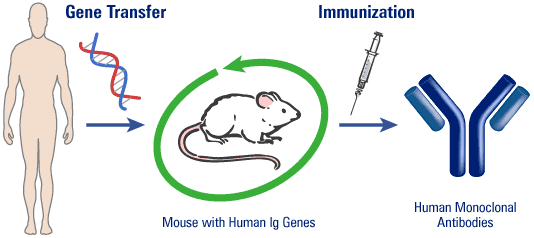 Gene Transfer
Immunization
Mouse with Human Ig Genes
Human Monoclonal
Antibodies